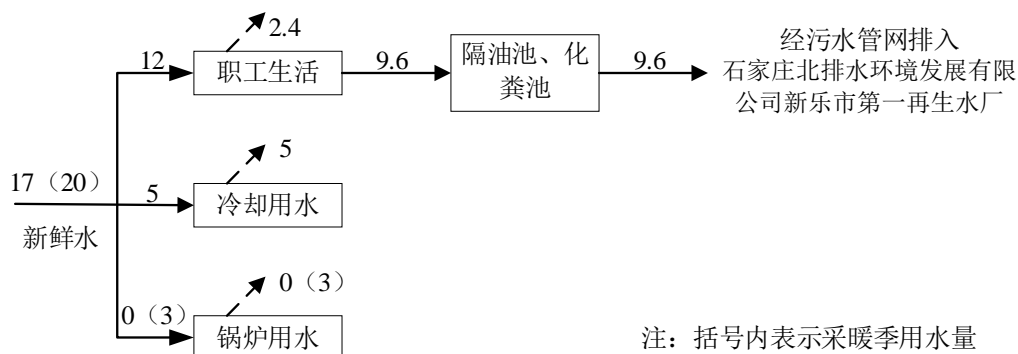 2.4
12
职工生活
9.6
隔油池、化
粪池
9.6
经污水管网排入
石家庄北排水环境发展有限
公司新乐市第一再生水厂
5
17（20）
5
冷却用水
新鲜水
0（3）
0（3）
锅炉用水
注：括号内表示采暖季用水量